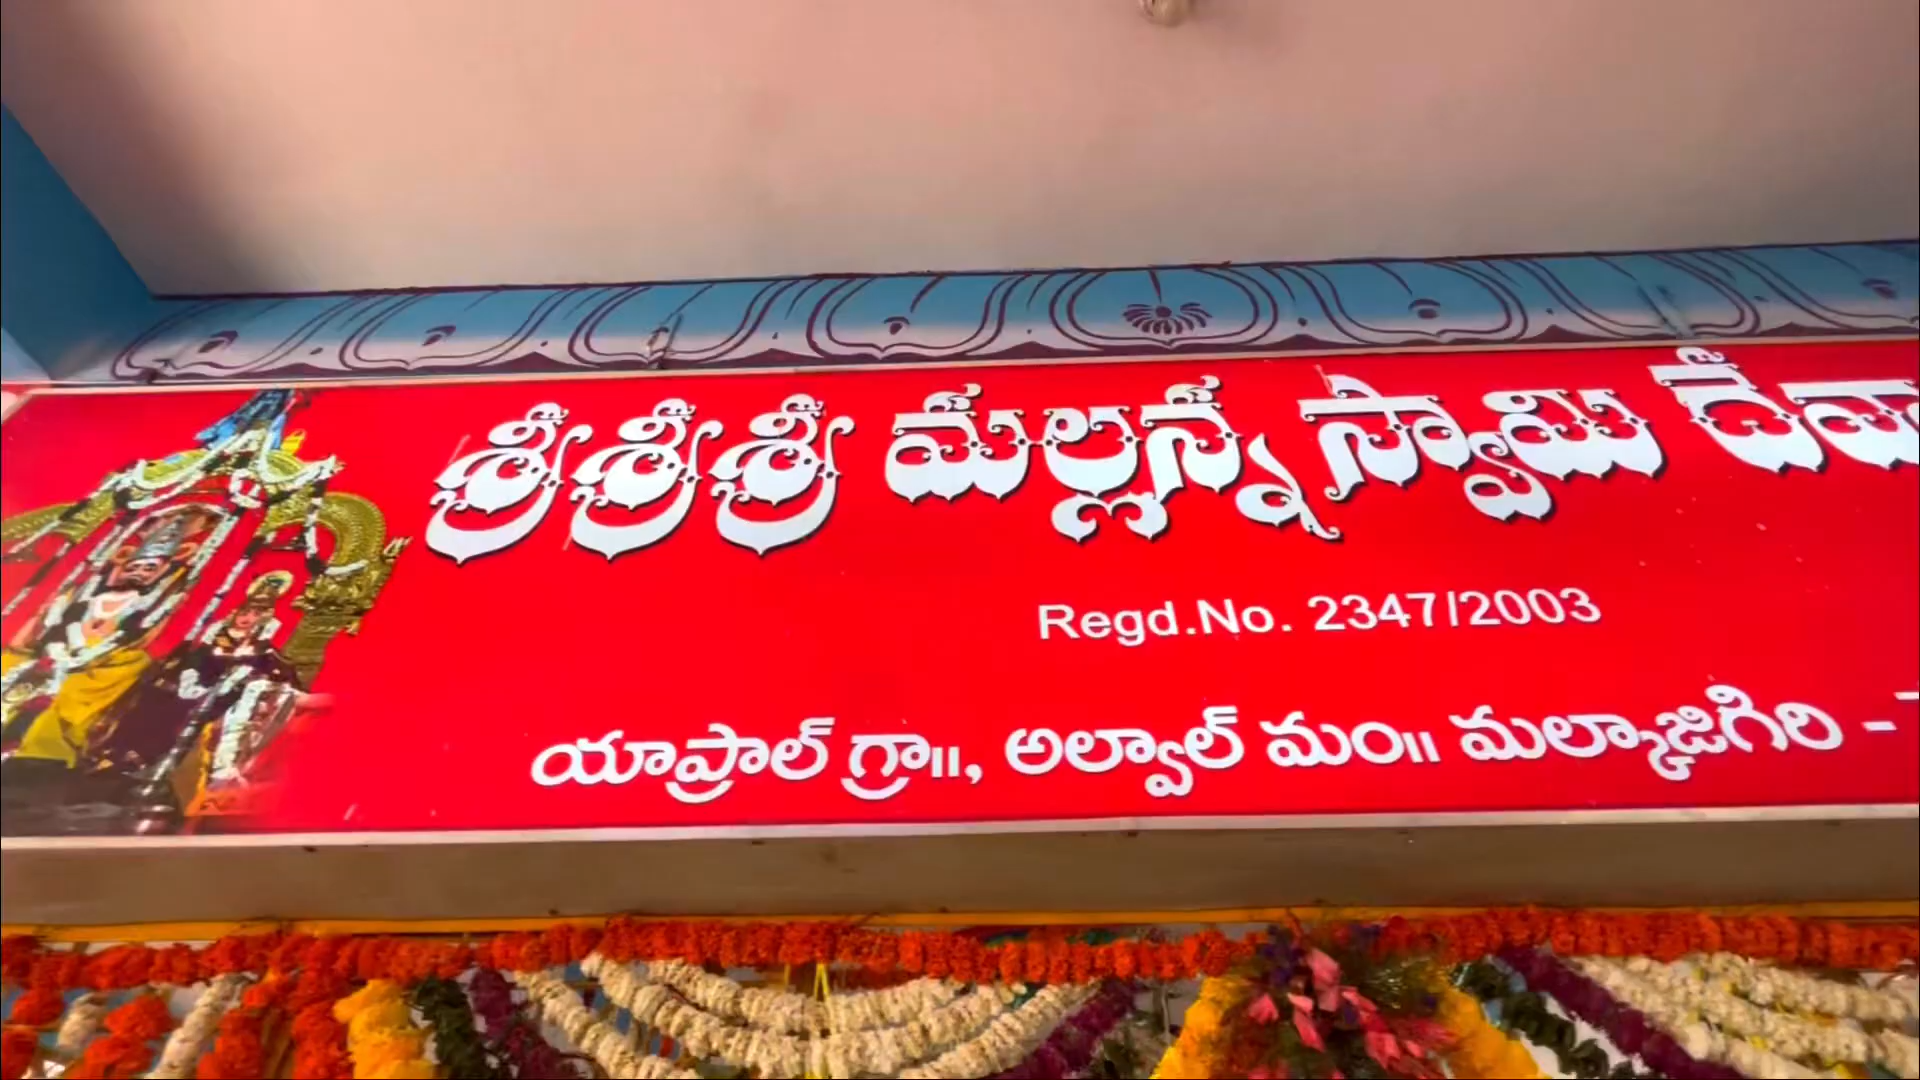 శ్రీశ్రీశ్రీ మల్లన్న స్వామి
Regd.No. 2347/2003
యాప్రాల్ గ్రా॥, అల్వాల్ మం॥ మల్కాజిగిరి -